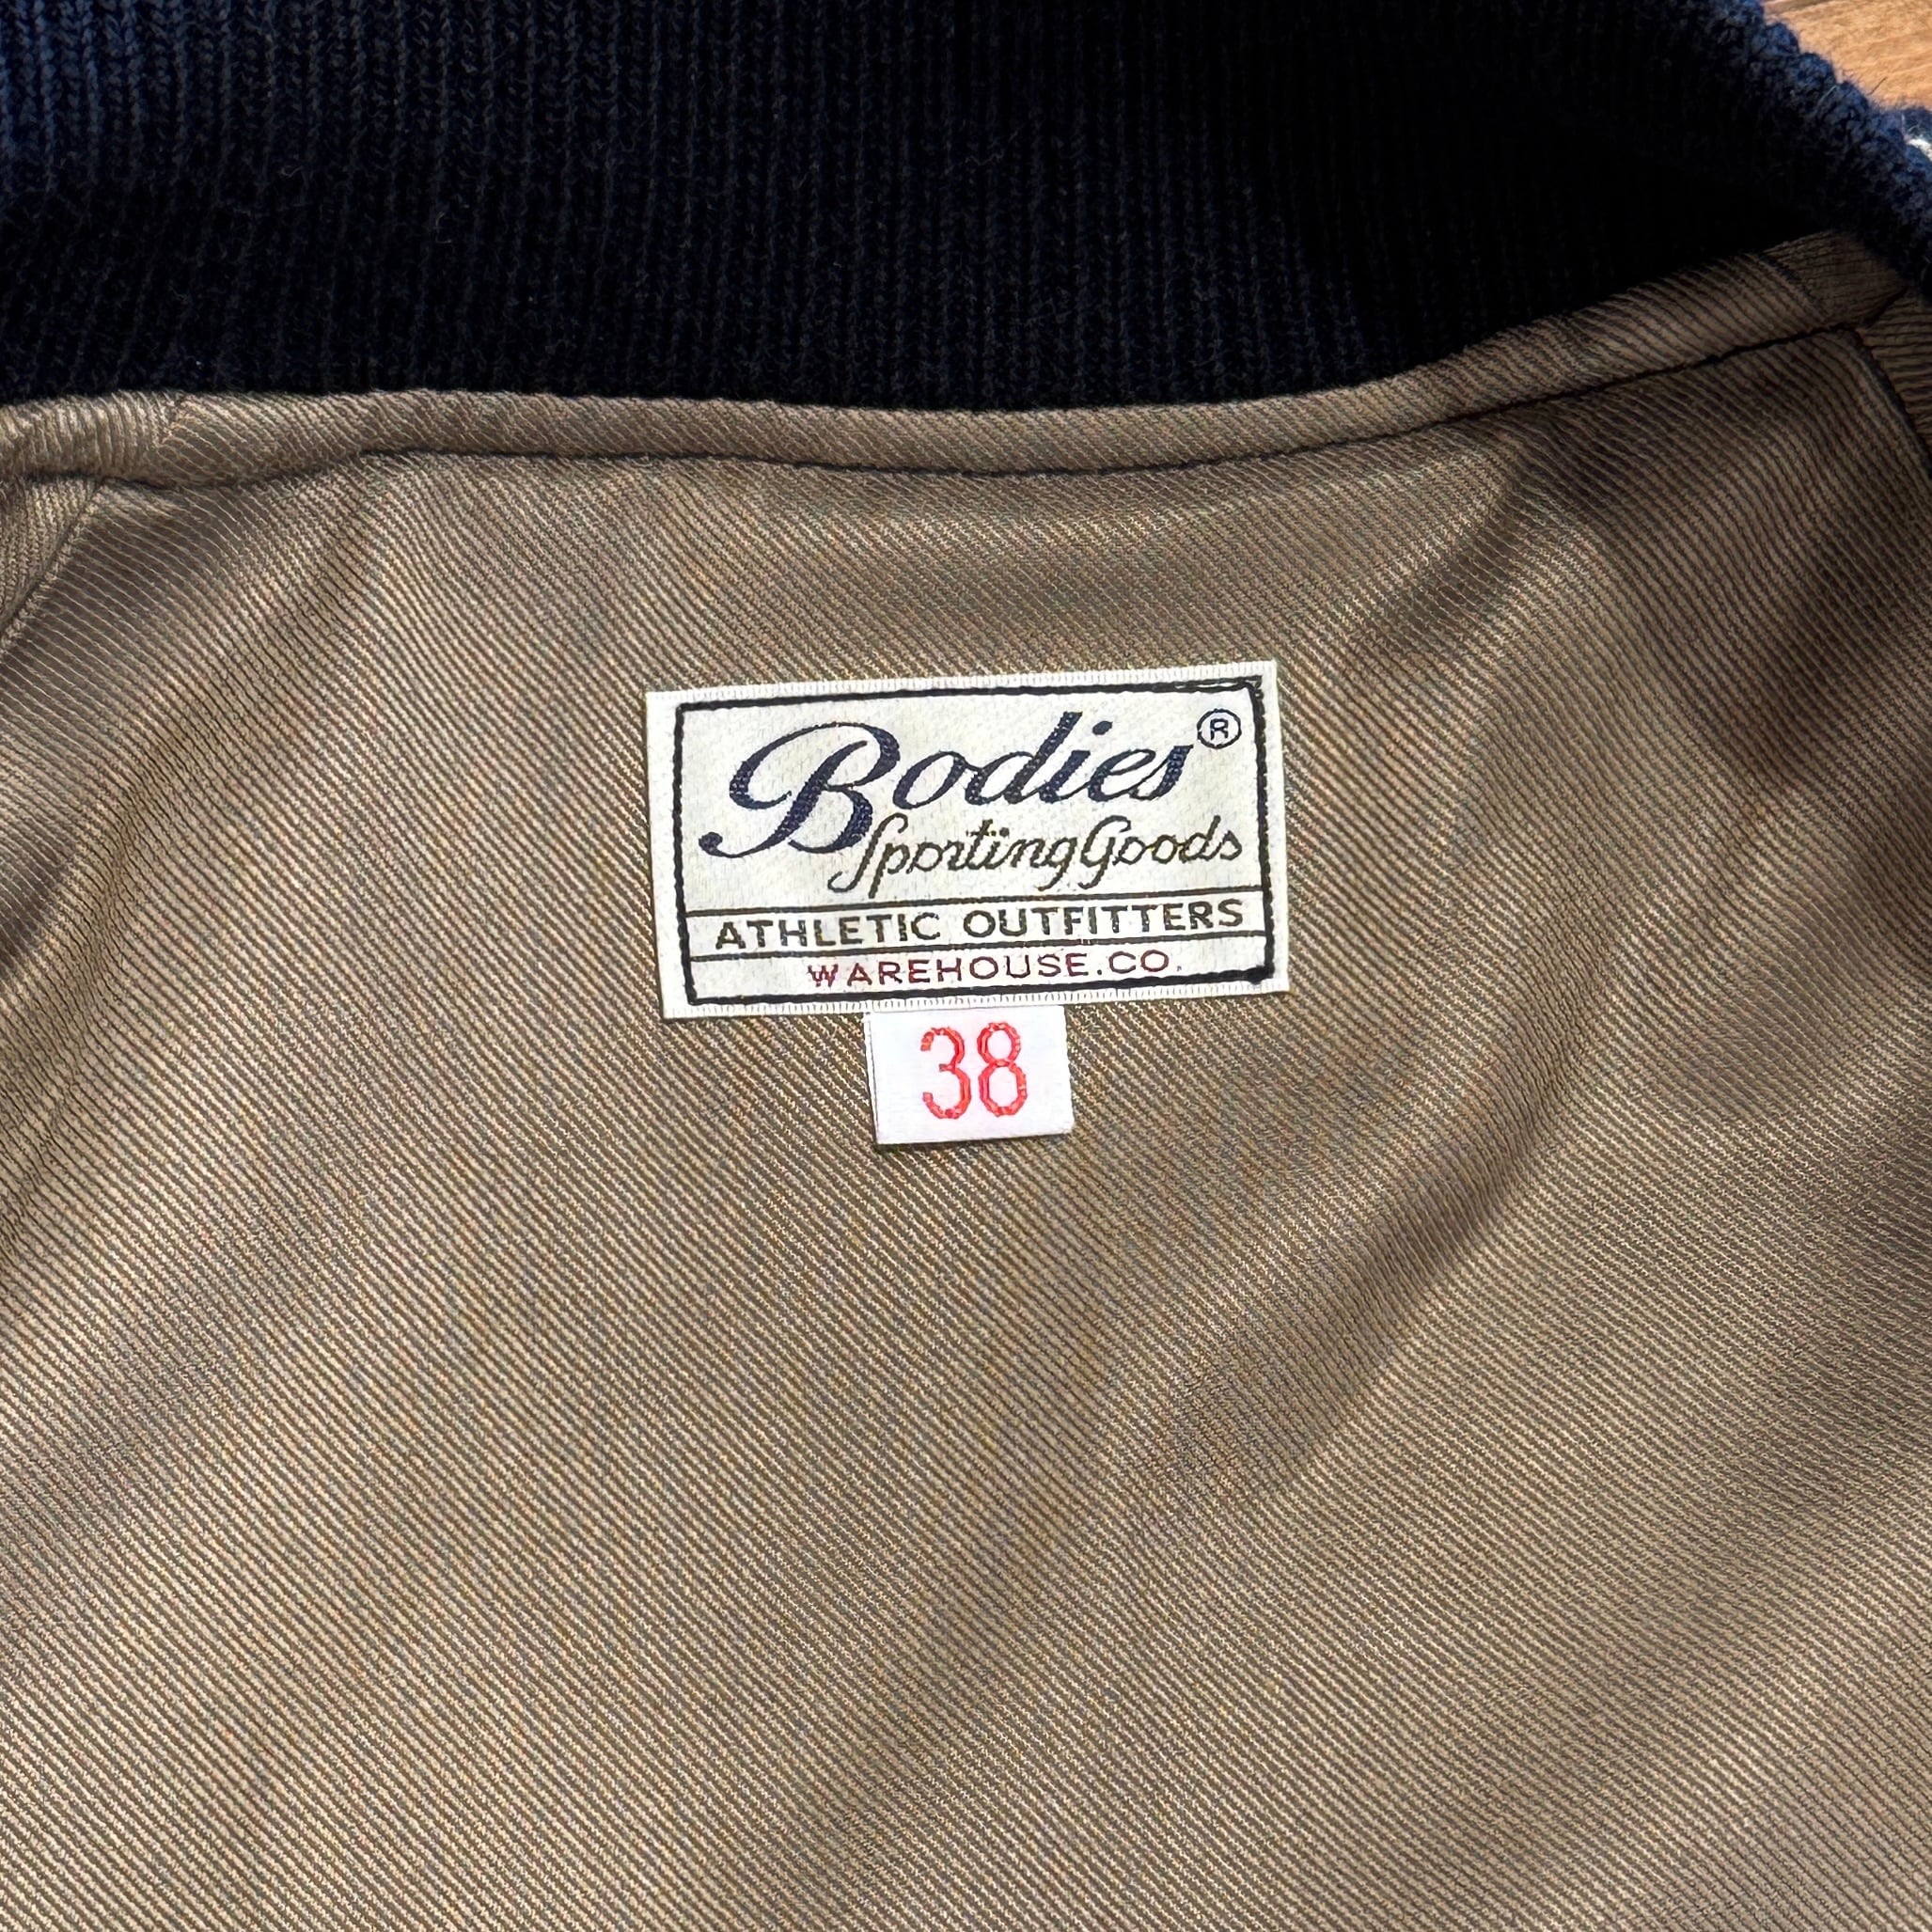 Bodies®
Sporting Goods
ATHLETIC OUTFITTERS
WAREHOUSE.CO.
38